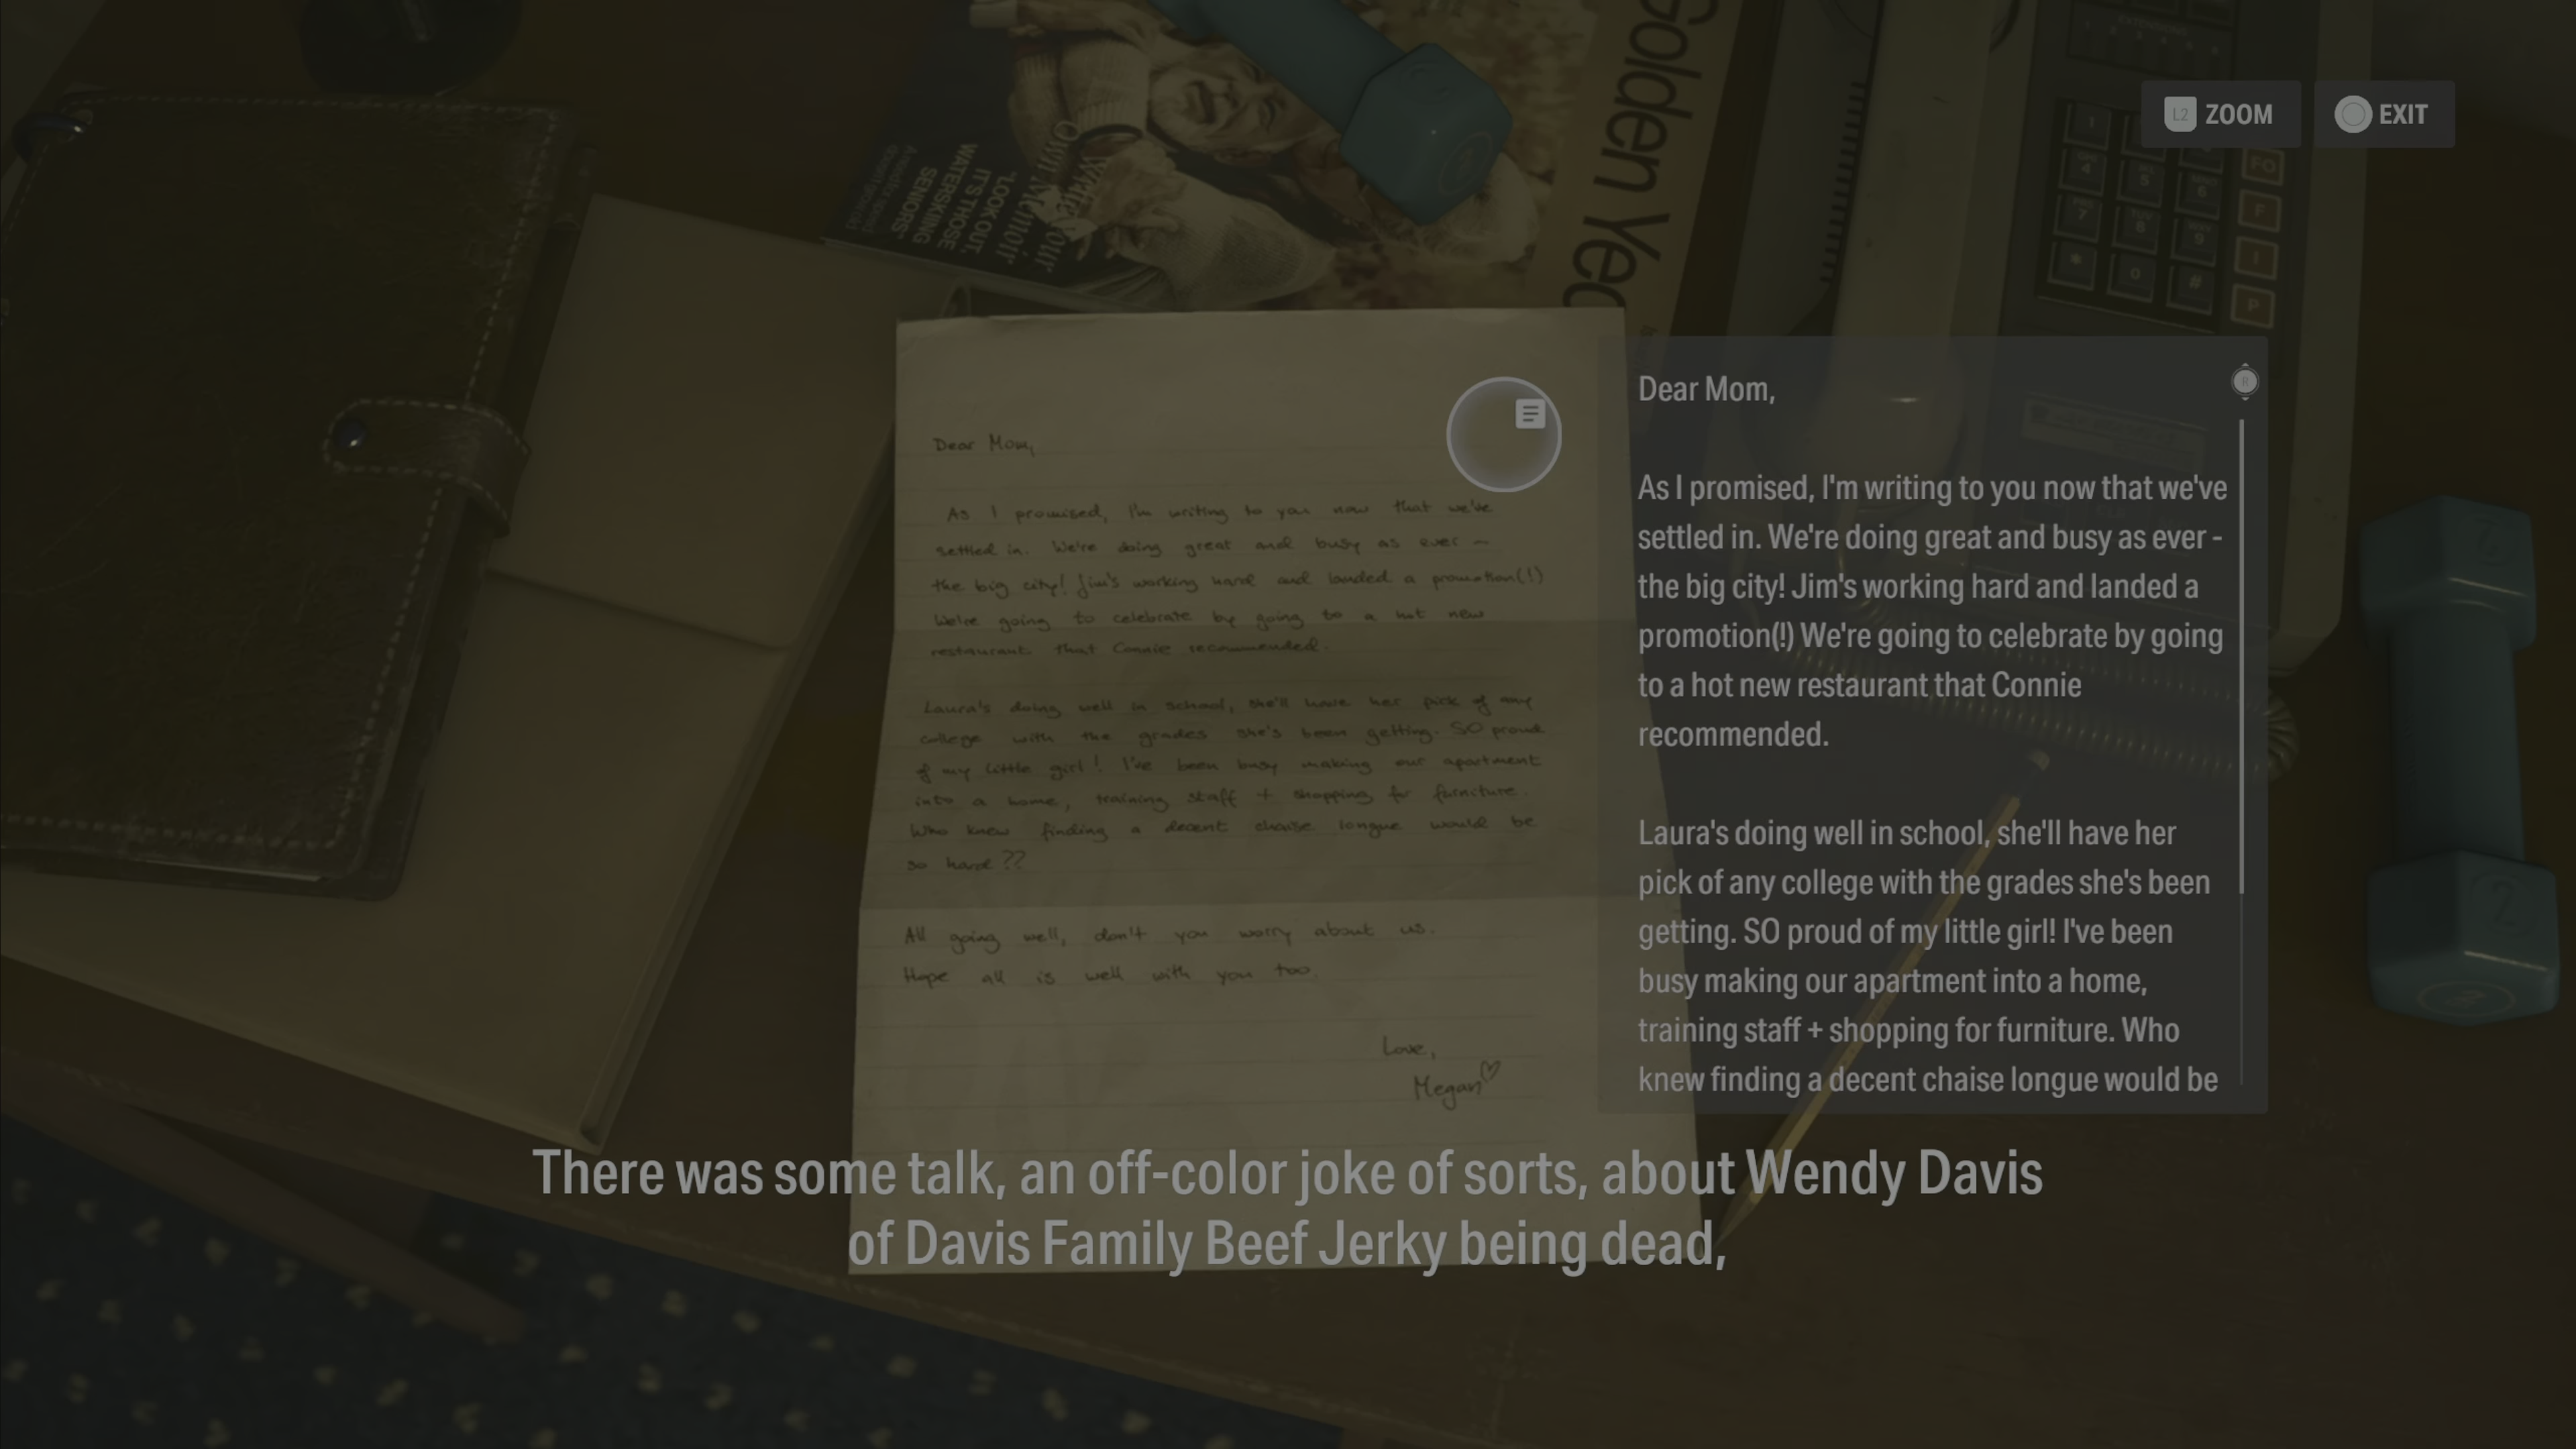 Golden Yea
"LOOK OUT,
IT'S THOSE
WATERSKIING
SENIORS"
Own Memoir
L2 ZOOM
EXIT
Dear Mom,
As I promised, I'm writing to you now that we've
settled in. We're doing great and busy as ever -
the big city! Jim's working hard and landed a promotion(!)
We're going to celebrate by going to a hot new
restaurant that Connie recommended.
Laura's doing well in school, she'll have her pick of any
college with the grades she's been getting. SO proud
of my little girl! I've been busy making our apartment
into a home, training staff + shopping for furniture.
Who knew finding a decent chaise longue would be
so hard??
All going well, don't you worry about us.
Hope all is well with you too.
Love,
Megan
R
Dear Mom,
As I promised, I'm writing to you now that we've
settled in. We're doing great and busy as ever -
the big city! Jim's working hard and landed a
promotion(!) We're going to celebrate by going
to a hot new restaurant that Connie
recommended.
Laura's doing well in school, she'll have her
pick of any college with the grades she's been
getting. SO proud of my little girl! I've been
busy making our apartment into a home,
training staff + shopping for furniture. Who
knew finding a decent chaise longue would be
There was some talk, an off-color joke of sorts, about Wendy Davis
of Davis Family Beef Jerky being dead,